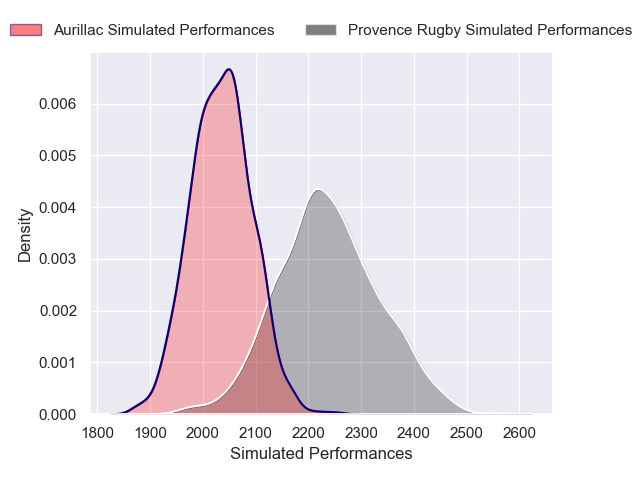 Aurillac Simulated Performances
Provence Rugby Simulated Performances
0.006
0.005
0.004
0.003
0.002
0.001
0.000
Density
1800 1900 2000 2100 2200 2300 2400 2500 2600
Simulated Performances